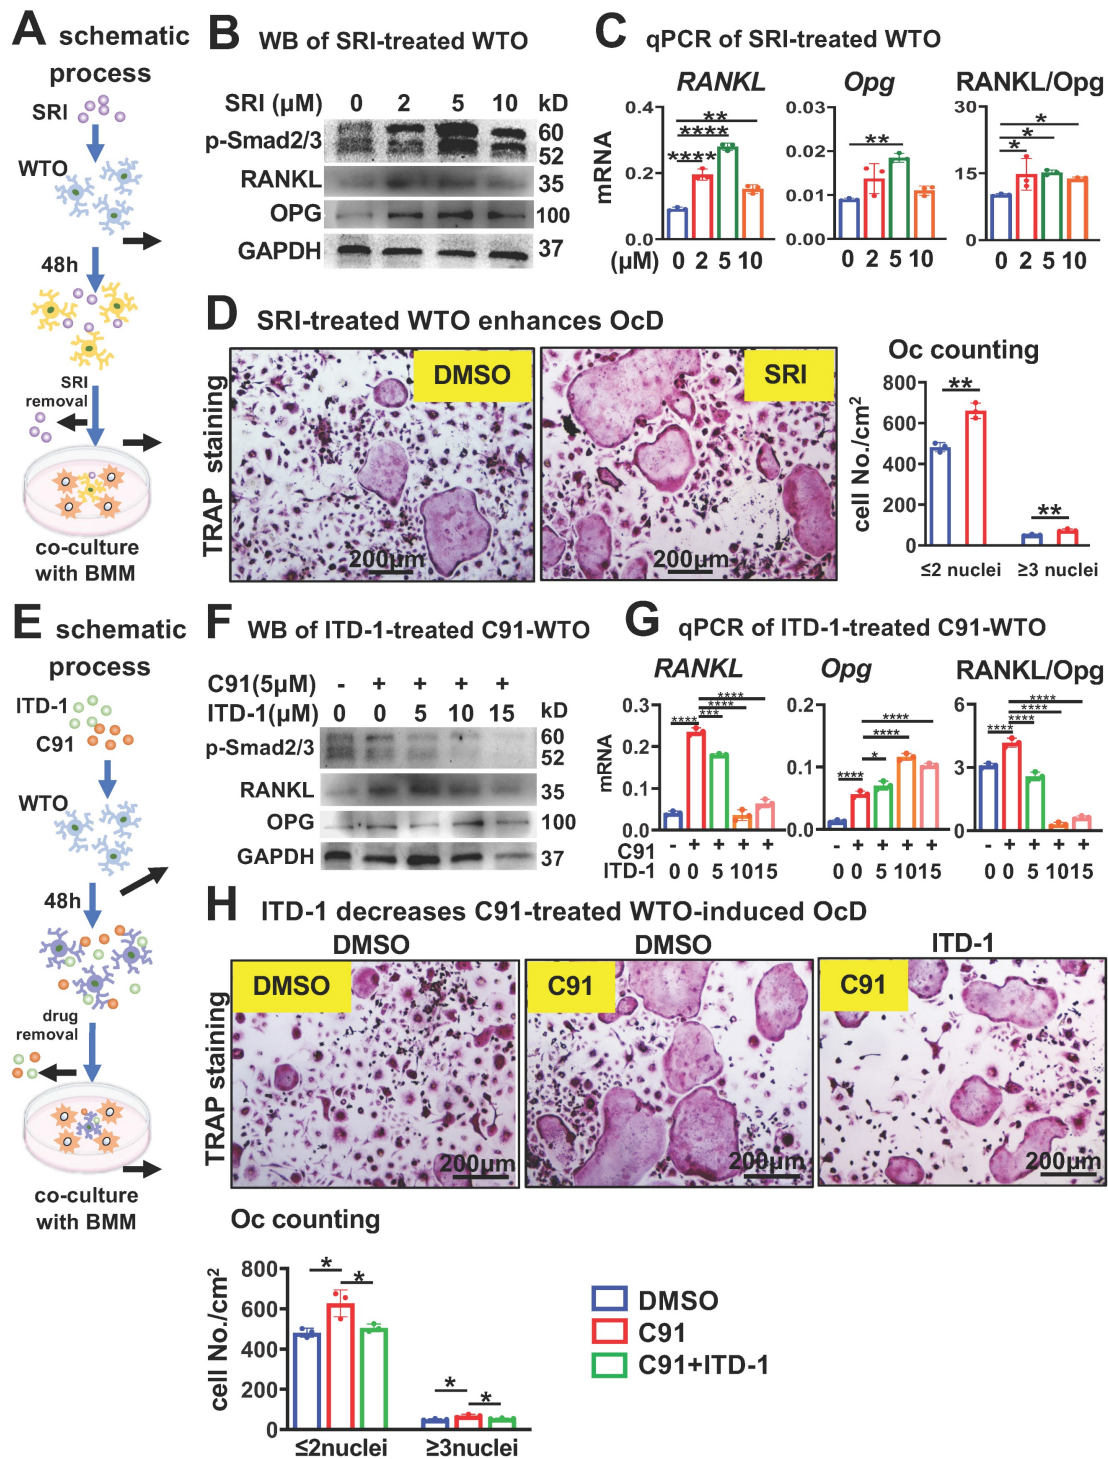 A schematic
process
SRI
WTO
48h
SRI
removal
co-culture
with BMM
B WB of SRI-treated WTO
SRI (μM) 0 2 5 10 kD
p-Smad2/3 60
52
RANKL 35
OPG 100
GAPDH 37
C qPCR of SRI-treated WTO
RANKL Opg RANKL/Opg
mRNA
0.4
0.2
0.0
** 
****
****
(μM) 0 2 5 10
0.03
0.02
0.01
0.00
**
0 2 5 10
30
15
0
*
*
*
0 2 5 10
D SRI-treated WTO enhances OcD
TRAP staining
DMSO
200μm
SRI
200μm
Oc counting
cell No./cm2
800
600
400
200
0
**
**
≤2 nuclei ≥3 nuclei
E schematic
process
ITD-1
C91
WTO
48h
drug
removal
co-culture
with BMM
F WB of ITD-1-treated C91-WTO
C91(5μM) - + + + +
ITD-1(μM) 0 0 5 10 15 kD
p-Smad2/3 60
52
RANKL 35
OPG 100
GAPDH 37
G qPCR of ITD-1-treated C91-WTO
RANKL Opg RANKL/Opg
mRNA
0.3
0.2
0.1
0.0
****
****
***
****
C91 - + + + +
ITD-1 0 0 5 1015
0.2
0.1
0.0
****
****
*
****
- + + + +
0 0 5 1015
6
3
0
****
****
****
****
- + + + +
0 0 5 1015
H ITD-1 decreases C91-treated WTO-induced OcD
DMSO DMSO ITD-1
TRAP staining
DMSO
200μm
C91
200μm
C91
200μm
Oc counting
cell No./cm2
800
600
400
200
0
*
*
*
*
≤2nuclei ≥3nuclei
DMSO
C91
C91+ITD-1